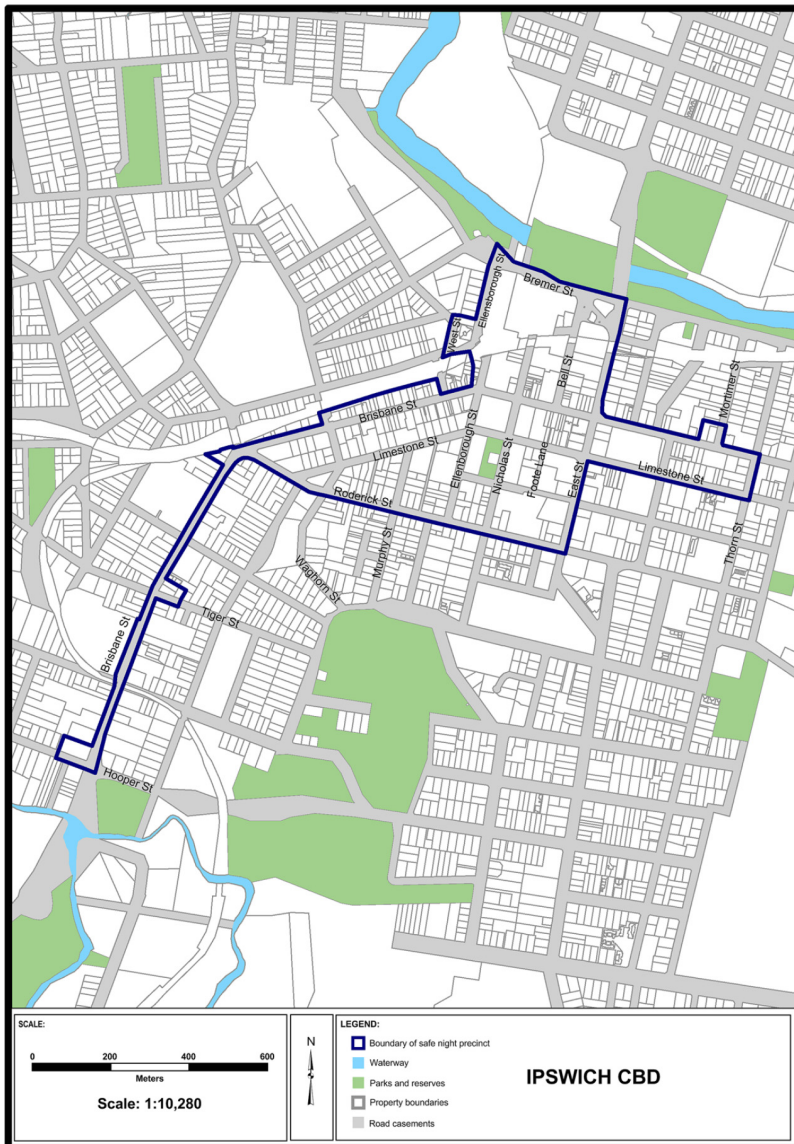 Ellensborough St
Bremer St
West St
Bell St
Mortimer St
Brisbane St
Limestone St
Ellenborough St
Nicholas St
Foote Lane
East St
Limestone St
Roderick St
Murphy St
Thorn St
Waghorn St
Tiger St
Brisbane St
Hooper St
SCALE:
0 200 400 600
Meters
Scale: 1:10,280
N
LEGEND:
Boundary of safe night precinct
Waterway
Parks and reserves
Property boundaries
Road casements
IPSWICH CBD